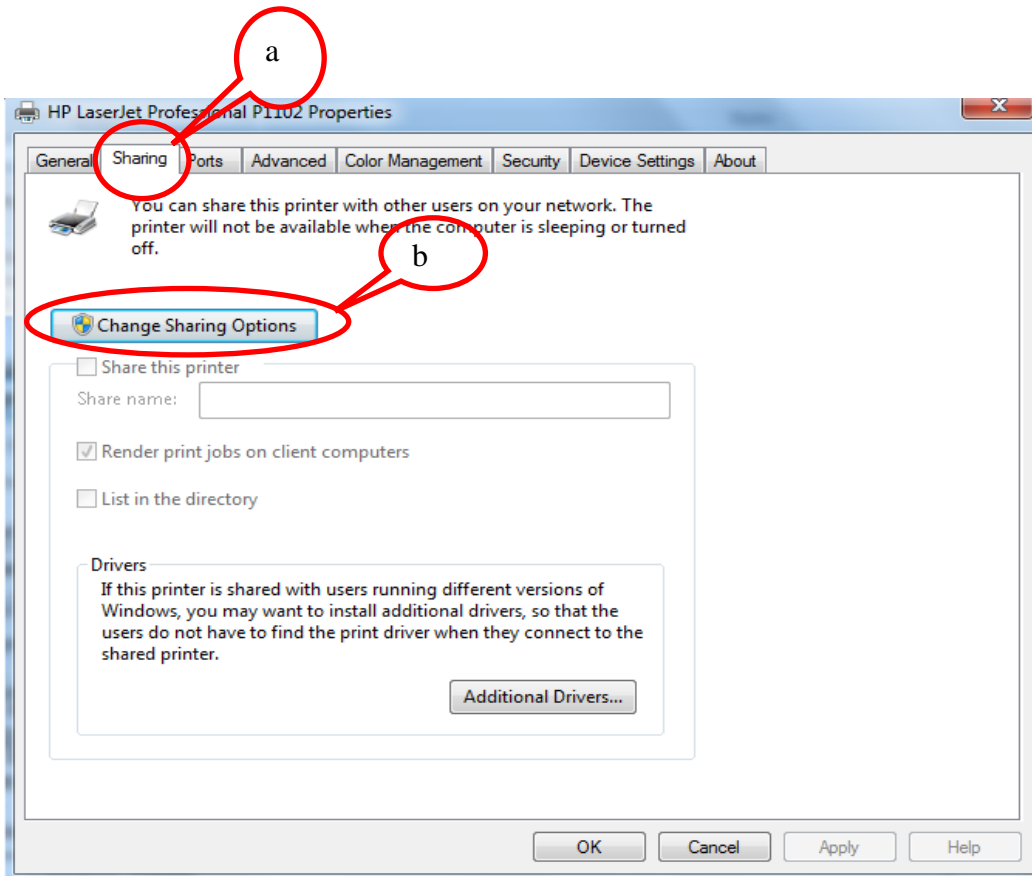 a
HP LaserJet Professional P1102 Properties
X
General Sharing Ports Advanced Color Management Security Device Settings About
You can share this printer with other users on your network. The
printer will not be available when the computer is sleeping or turned
off.
b
Change Sharing Options
Share this printer
Share name:
Render print jobs on client computers
List in the directory
Drivers
If this printer is shared with users running different versions of
Windows, you may want to install additional drivers, so that the
users do not have to find the print driver when they connect to the
shared printer.
Additional Drivers...
OK Cancel Apply Help